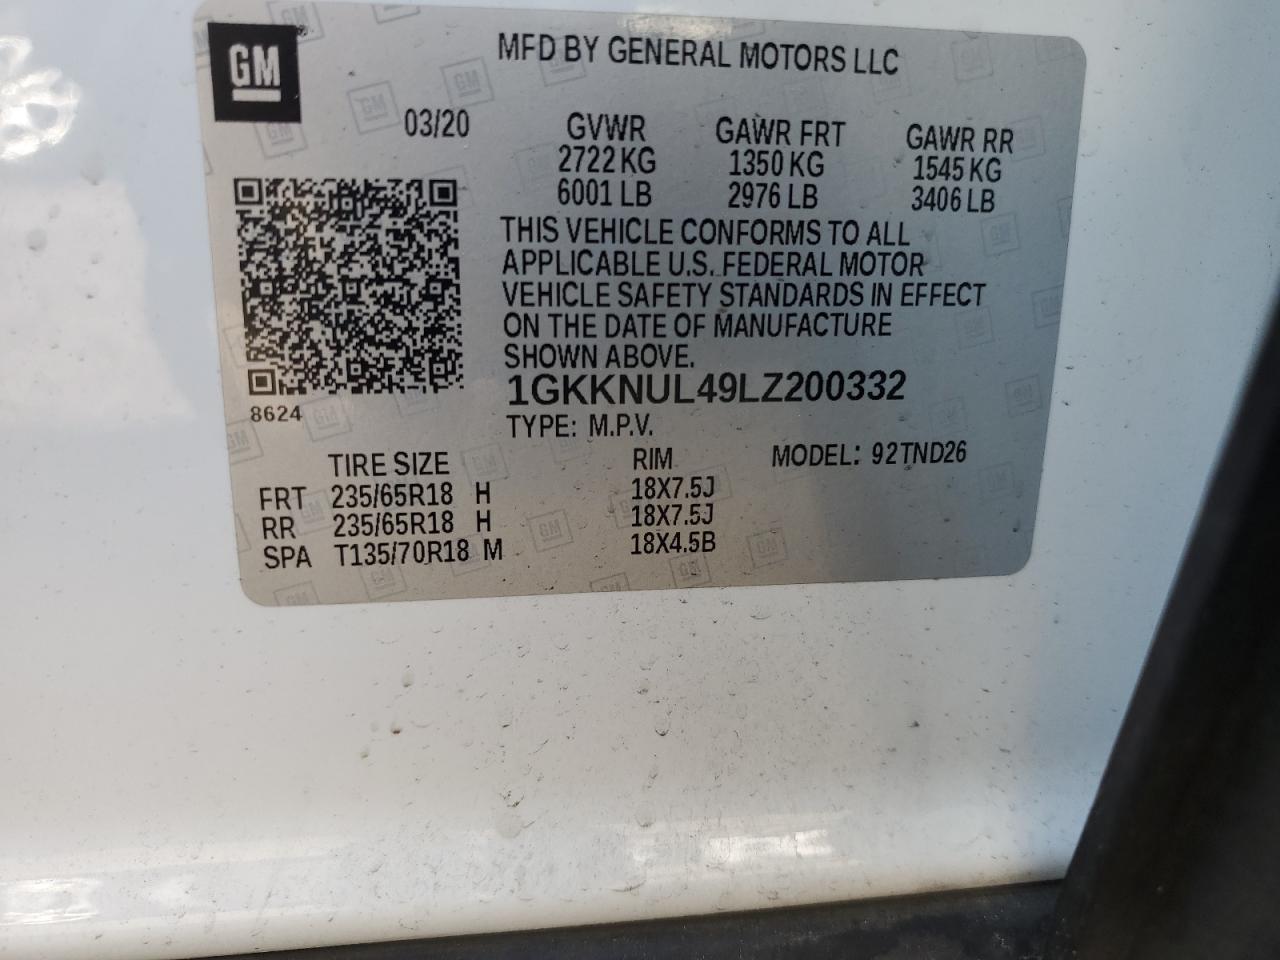 GM
MFD BY GENERAL MOTORS LLC
03/20
GVWR GAWR FRT GAWR RR
2722 KG 1350 KG 1545 KG
6001 LB 2976 LB 3406 LB
THIS VEHICLE CONFORMS TO ALL
APPLICABLE U.S. FEDERAL MOTOR
VEHICLE SAFETY STANDARDS IN EFFECT
ON THE DATE OF MANUFACTURE
SHOWN ABOVE.
1GKKNUL49LZ200332
8624
TYPE: M.P.V.
TIRE SIZE RIM MODEL: 92TND26
FRT 235/65R18 H 18X7.5J
RR 235/65R18 H 18X7.5J
SPA T135/70R18 M 18X4.5B